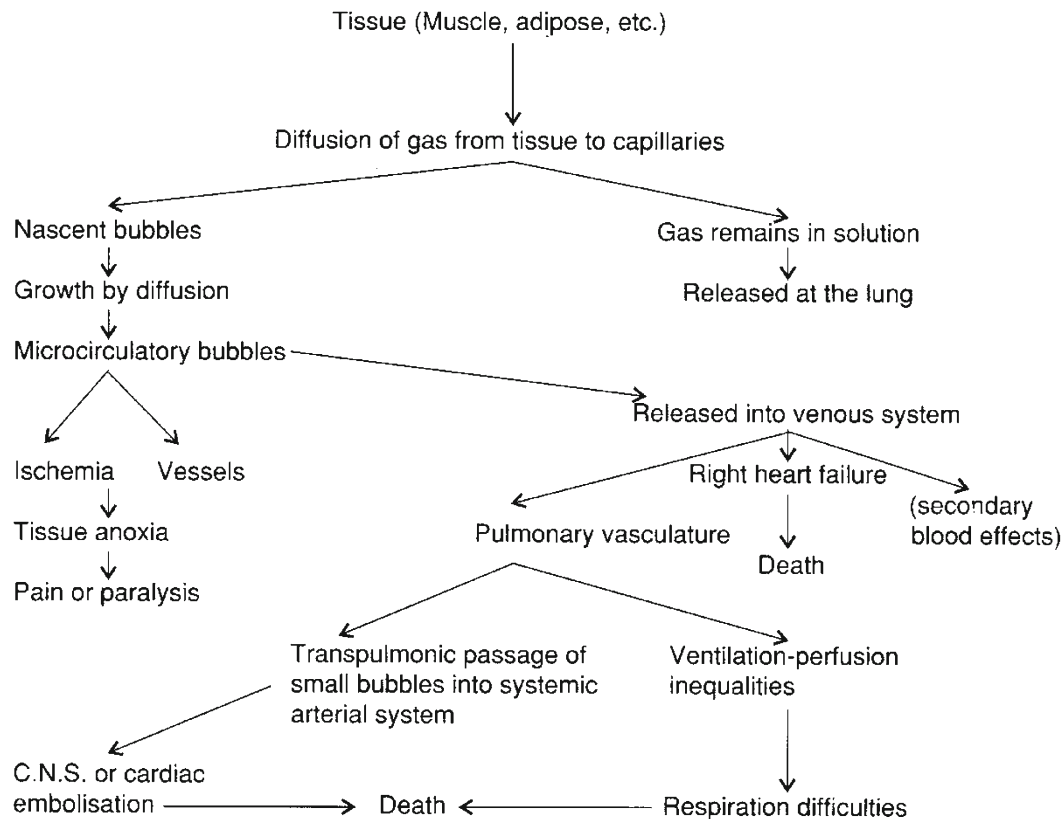 Tissue (Muscle, adipose, etc.)
Diffusion of gas from tissue to capillaries
Nascent bubbles
Gas remains in solution
Growth by diffusion
Released at the lung
Microcirculatory bubbles
Released into venous system
Ischemia
Vessels
Right heart failure
(secondary
blood effects)
Tissue anoxia
Pulmonary vasculature
Death
Pain or paralysis
Transpulmonic passage of
small bubbles into systemic
arterial system
Ventilation-perfusion
inequalities
C.N.S. or cardiac
embolisation
Death
Respiration difficulties